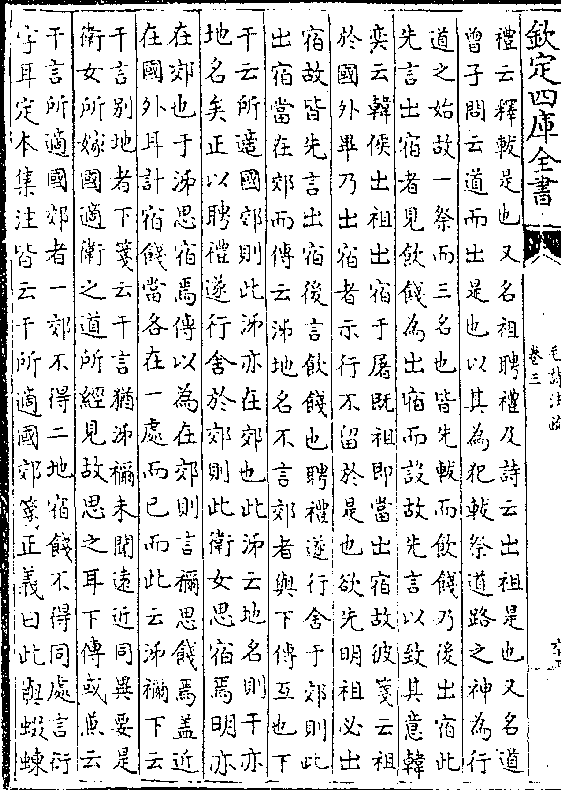 欽定四庫全書
毛詩注疏
卷三
禮云釋軷是也又名祖聘禮及詩云出祖是也又名道
曾子問云道而出是也以其為犯軷祭道路之神為行
道之始故一祭而三名也皆先軷而飲餞乃後出宿此
先言出宿者見飲餞為出宿而設故先言以致其意韓
奕云韓侯出祖出宿于屠既祖即當出宿故彼箋云祖
於國外畢乃出宿者示行不留於是也欲先明祖必出
宿故皆先言出宿後言飲餞也聘禮遂行舍于郊則此
出宿當在郊而傳云泲地名不言郊者與下傳互也下
干云所適國郊則此泲亦在郊也此泲云地名則干亦
地名矣正以聘禮遂行舍於郊則此衛女思宿焉明亦
在郊也于泲思宿焉傳以為在郊則言禰思餞焉蓋近
在國外耳計宿餞當各在一處而已而此云泲禰下云
干言別地者下箋云干言猶泲禰未聞遠近同異要是
衛女所嫁國適衛之道所經見故思之耳下傳或兼云
干言所適國郊者一郊不得二地宿餞不得同處言衍
字耳定本集注皆云干所適國郊箋正義曰此與蝃蝀